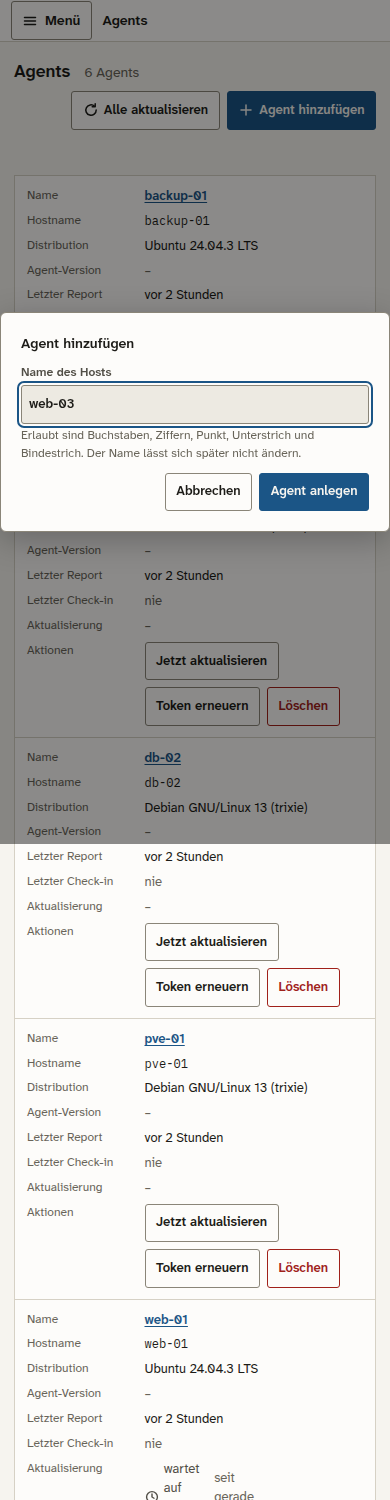 Menü Agents
Agents 6 Agents
Alle aktualisieren Agent hinzufügen
Name backup-01
Hostname backup-01
Distribution Ubuntu 24.04.3 LTS
Agent-Version –
Letzter Report vor 2 Stunden
Agent hinzufügen
Name des Hosts
web-03
Erlaubt sind Buchstaben, Ziffern, Punkt, Unterstrich und
Bindestrich. Der Name lässt sich später nicht ändern.
Abbrechen Agent anlegen
Agent-Version –
Letzter Report vor 2 Stunden
Letzter Check-in nie
Aktualisierung –
Aktionen Jetzt aktualisieren
Token erneuern Löschen
Name db-02
Hostname db-02
Distribution Debian GNU/Linux 13 (trixie)
Agent-Version –
Letzter Report vor 2 Stunden
Letzter Check-in nie
Aktualisierung –
Aktionen Jetzt aktualisieren
Token erneuern Löschen
Name pve-01
Hostname pve-01
Distribution Debian GNU/Linux 13 (trixie)
Agent-Version –
Letzter Report vor 2 Stunden
Letzter Check-in nie
Aktualisierung –
Aktionen Jetzt aktualisieren
Token erneuern Löschen
Name web-01
Hostname web-01
Distribution Ubuntu 24.04.3 LTS
Agent-Version –
Letzter Report vor 2 Stunden
Letzter Check-in nie
Aktualisierung wartet seit
auf gerade